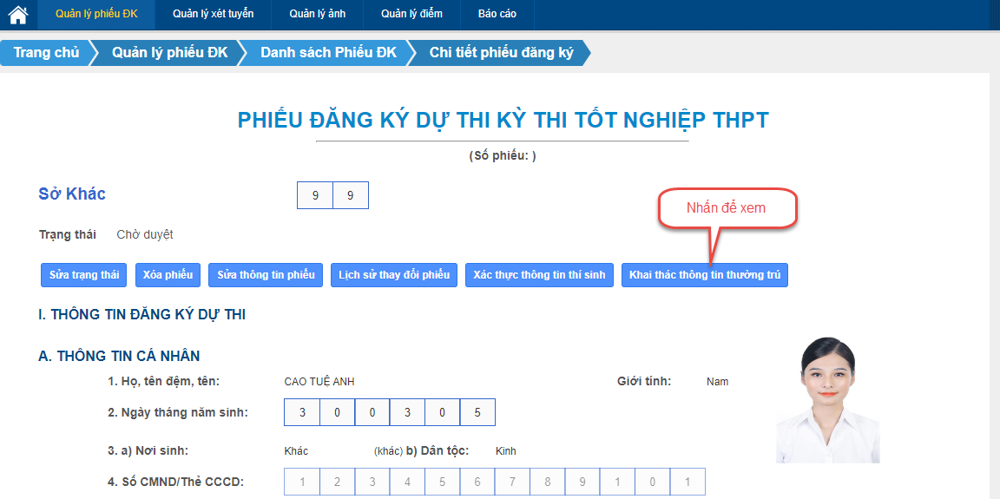 Quản lý phiếu ĐK Quản lý xét tuyển Quản lý ảnh Quản lý điểm Báo cáo
Trang chủ Quản lý phiếu ĐK Danh sách Phiếu ĐK Chi tiết phiếu đăng ký
PHIẾU ĐĂNG KÝ DỰ THI KỲ THI TỐT NGHIỆP THPT
(Số phiếu: )
Sở Khác 9 9
Nhấn để xem
Trạng thái Chờ duyệt
Sửa trạng thái Xóa phiếu Sửa thông tin phiếu Lịch sử thay đổi phiếu Xác thực thông tin thí sinh Khai thác thông tin thường trú
I. THÔNG TIN ĐĂNG KÝ DỰ THI
A. THÔNG TIN CÁ NHÂN
1. Họ, tên đệm, tên: CAO TUỆ ANH Giới tính: Nam
2. Ngày tháng năm sinh: 3 0 0 3 0 5
3. a) Nơi sinh: Khác (khác) b) Dân tộc: Kinh
4. Số CMND/Thẻ CCCD: 1 2 3 4 5 6 7 8 9 1 0 1